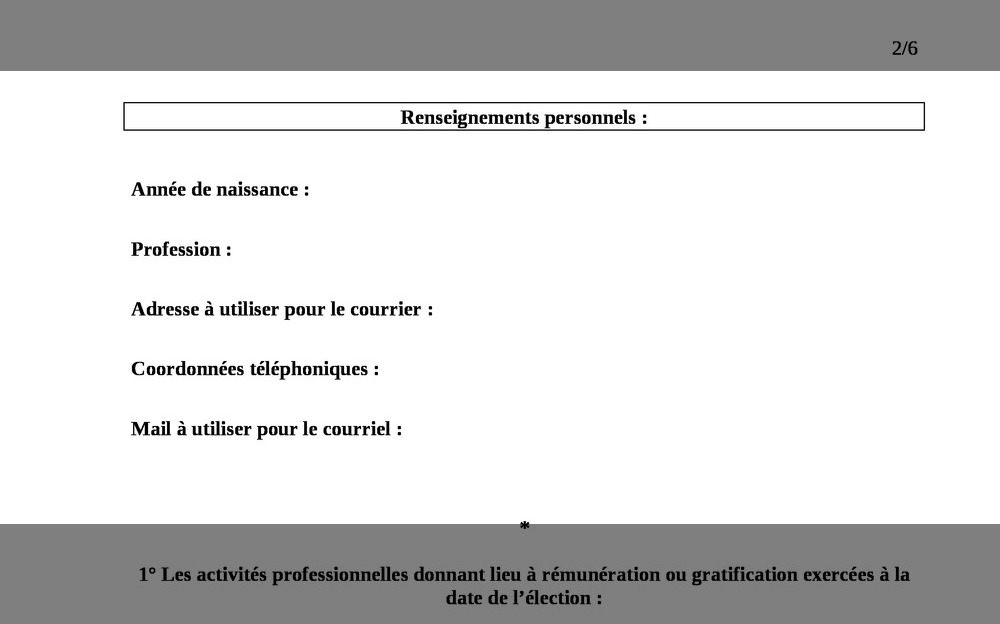 2/6
Renseignements personnels :
Année de naissance :
Profession :
Adresse à utiliser pour le courrier :
Coordonnées téléphoniques :
Mail à utiliser pour le courriel :
*
1° Les activités professionnelles donnant lieu à rémunération ou gratification exercées à la
date de l’élection :